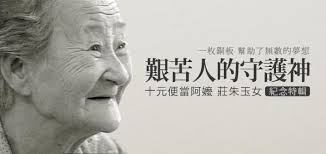 一枚銅板 幫助了無數的夢想
艱苦人的守護神
十元便當阿嬤 莊朱玉女 紀念特輯